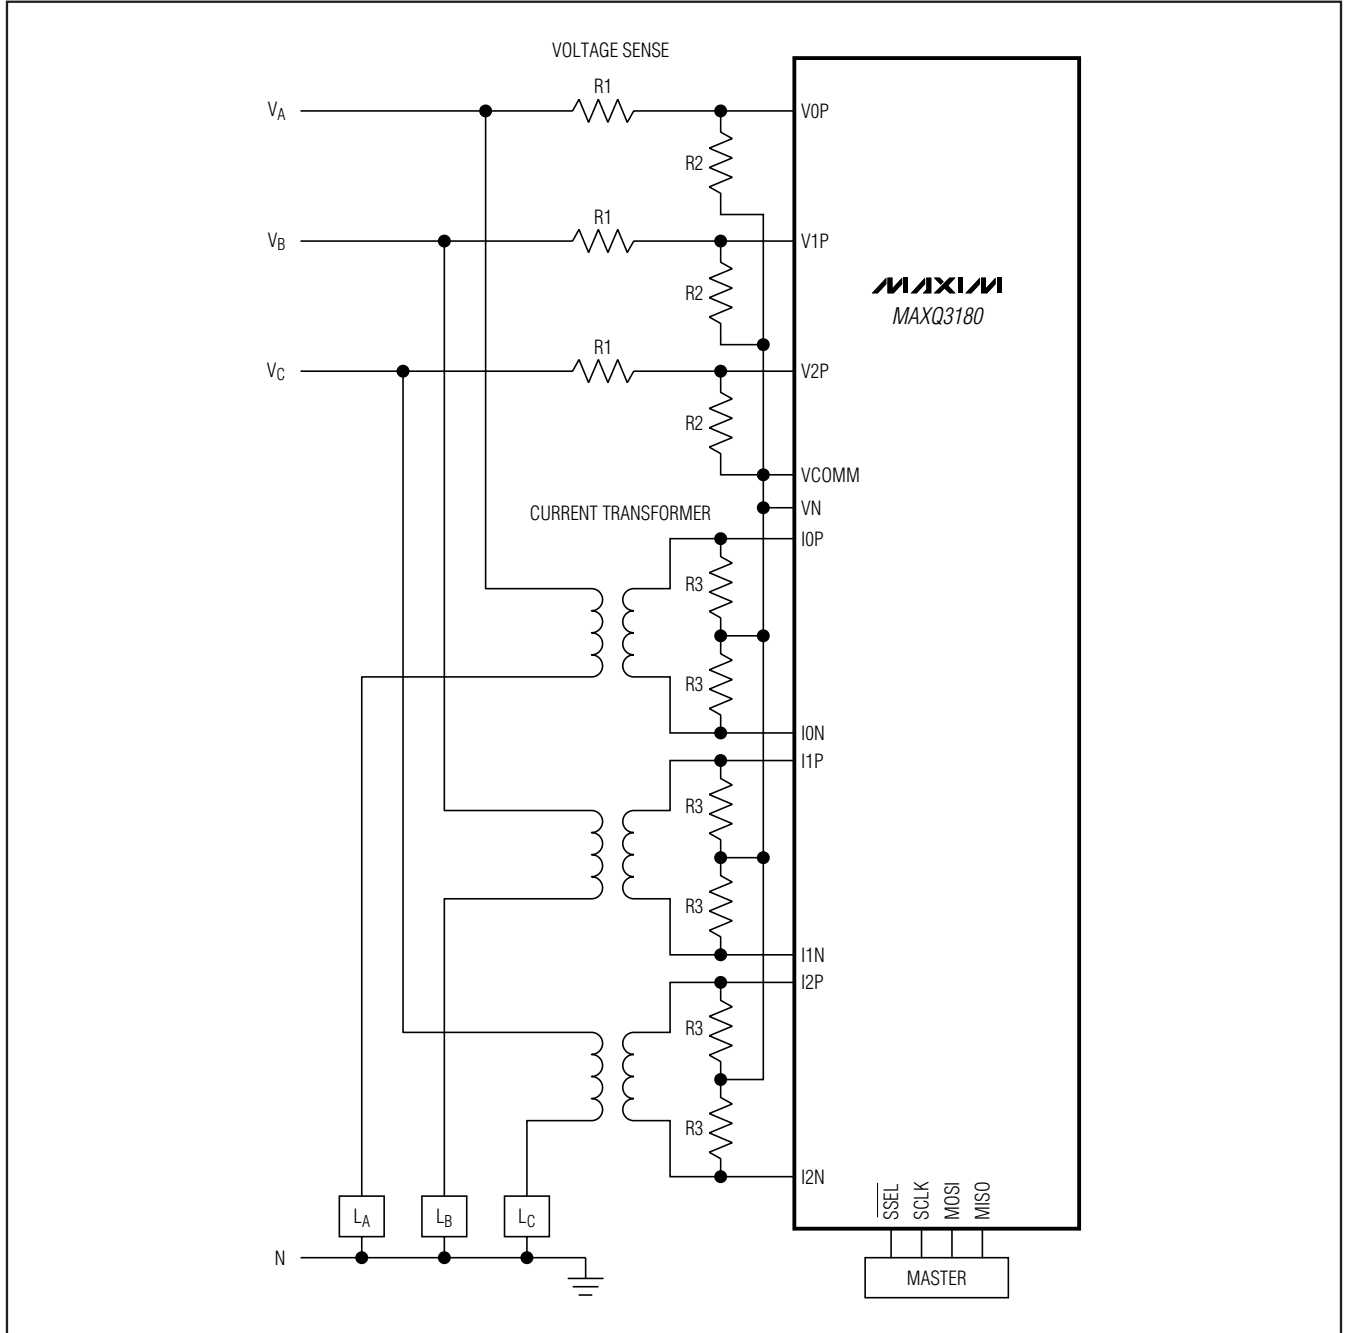 VOLTAGE SENSE
R1
VA
V0P
R2
R1
VB
V1P
R2
MAXIM
MAXQ3180
R1
VC
V2P
R2
VCOMM
VN
CURRENT TRANSFORMER
I0P
R3
R3
I0N
I1P
R3
R3
I1N
I2P
R3
R3
I2N
SSEL
SCLK
MOSI
MISO
LA
LB
LC
N
MASTER